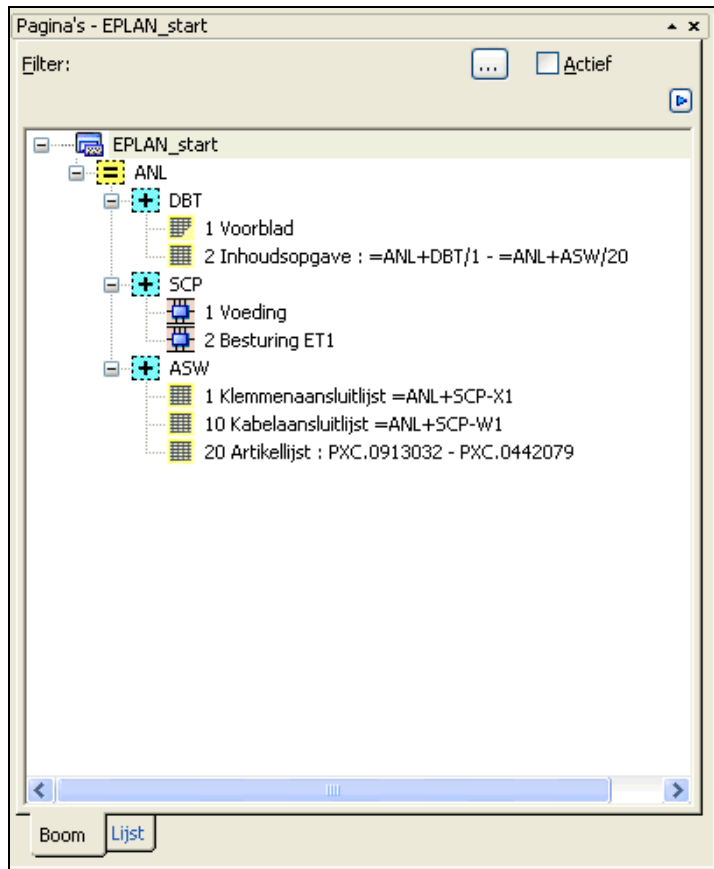 Pagina's - EPLAN_start
Filter:
...
Actief
EPLAN_start
ANL
DBT
1 Voorblad
2 Inhoudsopgave : =ANL+DBT/1 - =ANL+ASW/20
SCP
1 Voeding
2 Besturing ET1
ASW
1 Klemmenaansluitlijst =ANL+SCP-X1
10 Kabelaansluitlijst =ANL+SCP-W1
20 Artikellijst : PXC.0913032 - PXC.0442079
Boom Lijst